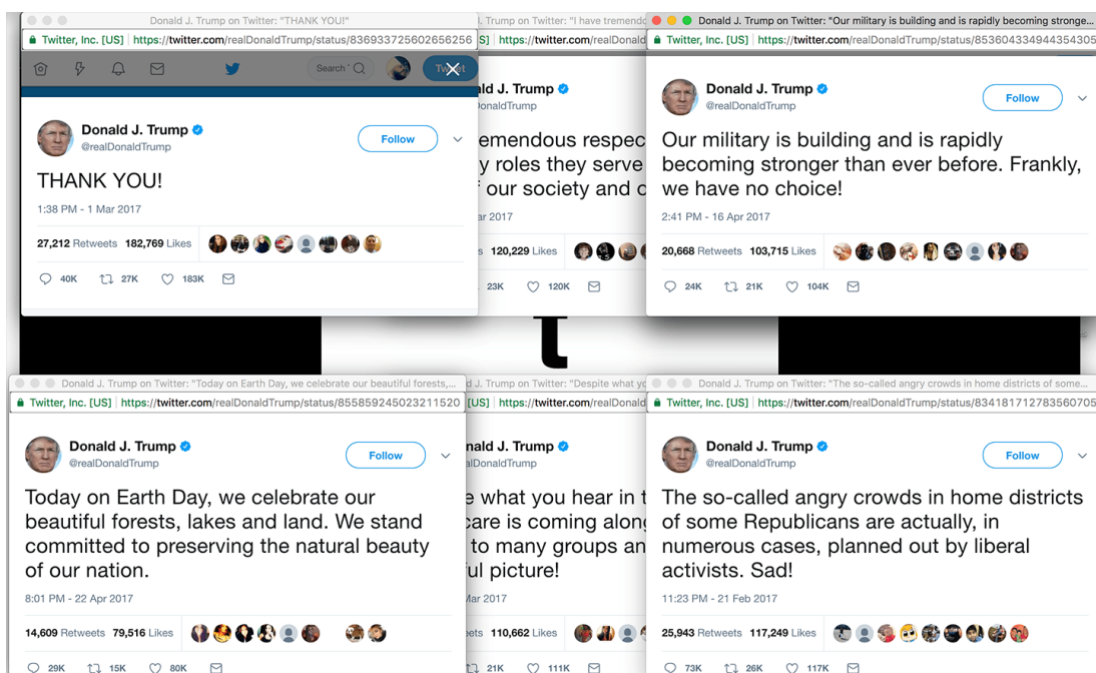 Donald J. Trump on Twitter: "THANK YOU!"
Twitter, Inc. [US] https://twitter.com/realDonaldTrump/status/836933725602656256
Search
Tweet
Donald J. Trump
@realDonaldTrump
Follow
THANK YOU!
1:38 PM - 1 Mar 2017
27,212 Retweets 182,769 Likes
40K 27K 183K
J. Trump on Twitter: "I have tremendo
S] https://twitter.com/realDonald
ld J. Trump
DonaldTrump
emendous respec
y roles they serve
f our society and o
ar 2017
s 120,229 Likes
23K 120K
Donald J. Trump on Twitter: "Our military is building and is rapidly becoming stronge...
Twitter, Inc. [US] https://twitter.com/realDonaldTrump/status/853604334944354305
Donald J. Trump
@realDonaldTrump
Follow
Our military is building and is rapidly
becoming stronger than ever before. Frankly,
we have no choice!
2:41 PM - 16 Apr 2017
20,668 Retweets 103,715 Likes
24K 21K 104K
t
Donald J. Trump on Twitter: "Today on Earth Day, we celebrate our beautiful forests,...
Twitter, Inc. [US] https://twitter.com/realDonaldTrump/status/855859245023211520
Donald J. Trump
@realDonaldTrump
Follow
Today on Earth Day, we celebrate our
beautiful forests, lakes and land. We stand
committed to preserving the natural beauty
of our nation.
8:01 PM - 22 Apr 2017
14,609 Retweets 79,516 Likes
29K 15K 80K
d J. Trump on Twitter: "Despite what yo
[US] https://twitter.com/realDonald
nald J. Trump
alDonaldTrump
e what you hear in t
care is coming along
to many groups an
ful picture!
Mar 2017
eets 110,662 Likes
21K 111K
Donald J. Trump on Twitter: "The so-called angry crowds in home districts of some...
Twitter, Inc. [US] https://twitter.com/realDonaldTrump/status/834181712783560705
Donald J. Trump
@realDonaldTrump
Follow
The so-called angry crowds in home districts
of some Republicans are actually, in
numerous cases, planned out by liberal
activists. Sad!
11:23 PM - 21 Feb 2017
25,943 Retweets 117,249 Likes
73K 26K 117K